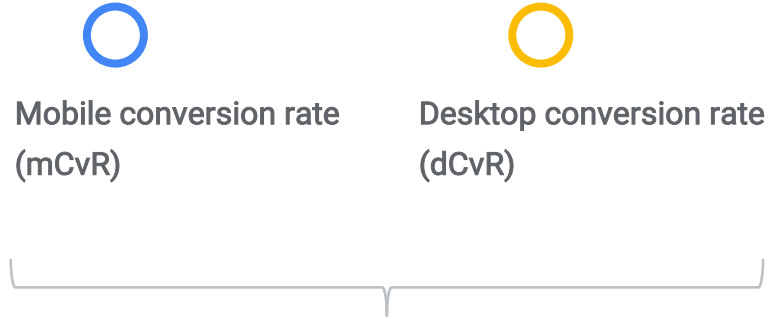 Mobile conversion rate
(mCvR)
Desktop conversion rate
(dCvR)